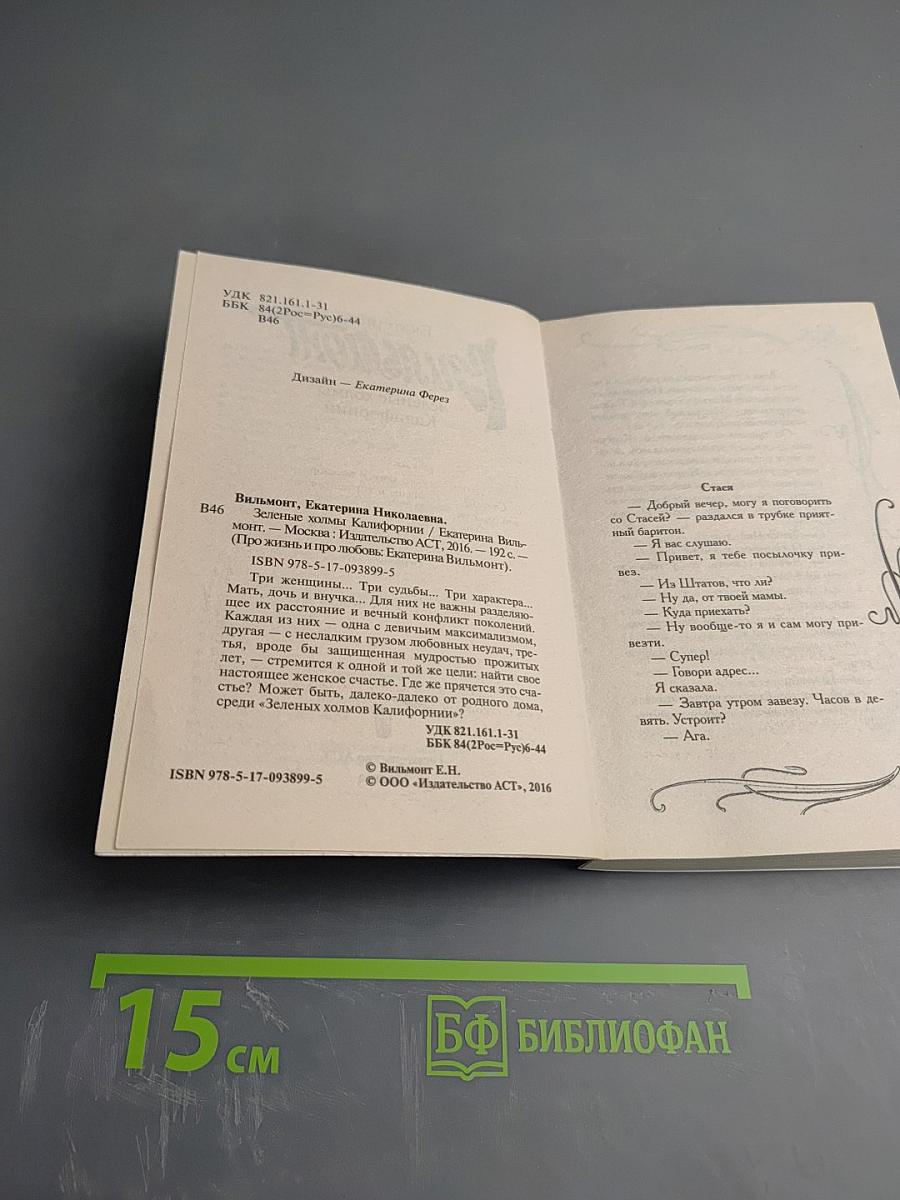 УДК 821.161.1-31
ББК 84(2Рос=Рус)6-44
В46
Дизайн — Екатерина Ферез
Вильмонт, Екатерина Николаевна.
В46 Зеленые холмы Калифорнии / Екатерина Виль-
монт. — Москва : Издательство АСТ, 2016. — 192 с. —
(Про жизнь и про любовь: Екатерина Вильмонт).
ISBN 978-5-17-093899-5
Три женщины... Три судьбы... Три характера...
Мать, дочь и внучка... Для них не важны разделяю-
щее их расстояние и вечный конфликт поколений.
Каждая из них — одна с девичьим максимализмом,
другая — с несладким грузом любовных неудач, тре-
тья, вроде бы защищенная мудростью прожитых
лет, — стремится к одной и той же цели: найти свое
настоящее женское счастье. Где же прячется это сча-
стье? Может быть, далеко-далеко от родного дома,
среди «Зеленых холмов Калифорнии»?
УДК 821.161.1-31
ББК 84(2Рос=Рус)6-44
ISBN 978-5-17-093899-5
© Вильмонт Е.Н.
© ООО «Издательство АСТ», 2016
Стася
— Добрый вечер, могу я поговорить
со Стасей? — раздался в трубке прият-
ный баритон.
— Я вас слушаю.
— Привет, я тебе посылочку при-
вез.
— Из Штатов, что ли?
— Ну да, от твоей мамы.
— Куда приехать?
— Ну вообще-то я и сам могу при-
везти.
— Супер!
— Говори адрес...
Я сказала.
— Завтра утром завезу. Часов в де-
вять. Устроит?
— Ага.
15 см
БФ БИБЛИОФАН